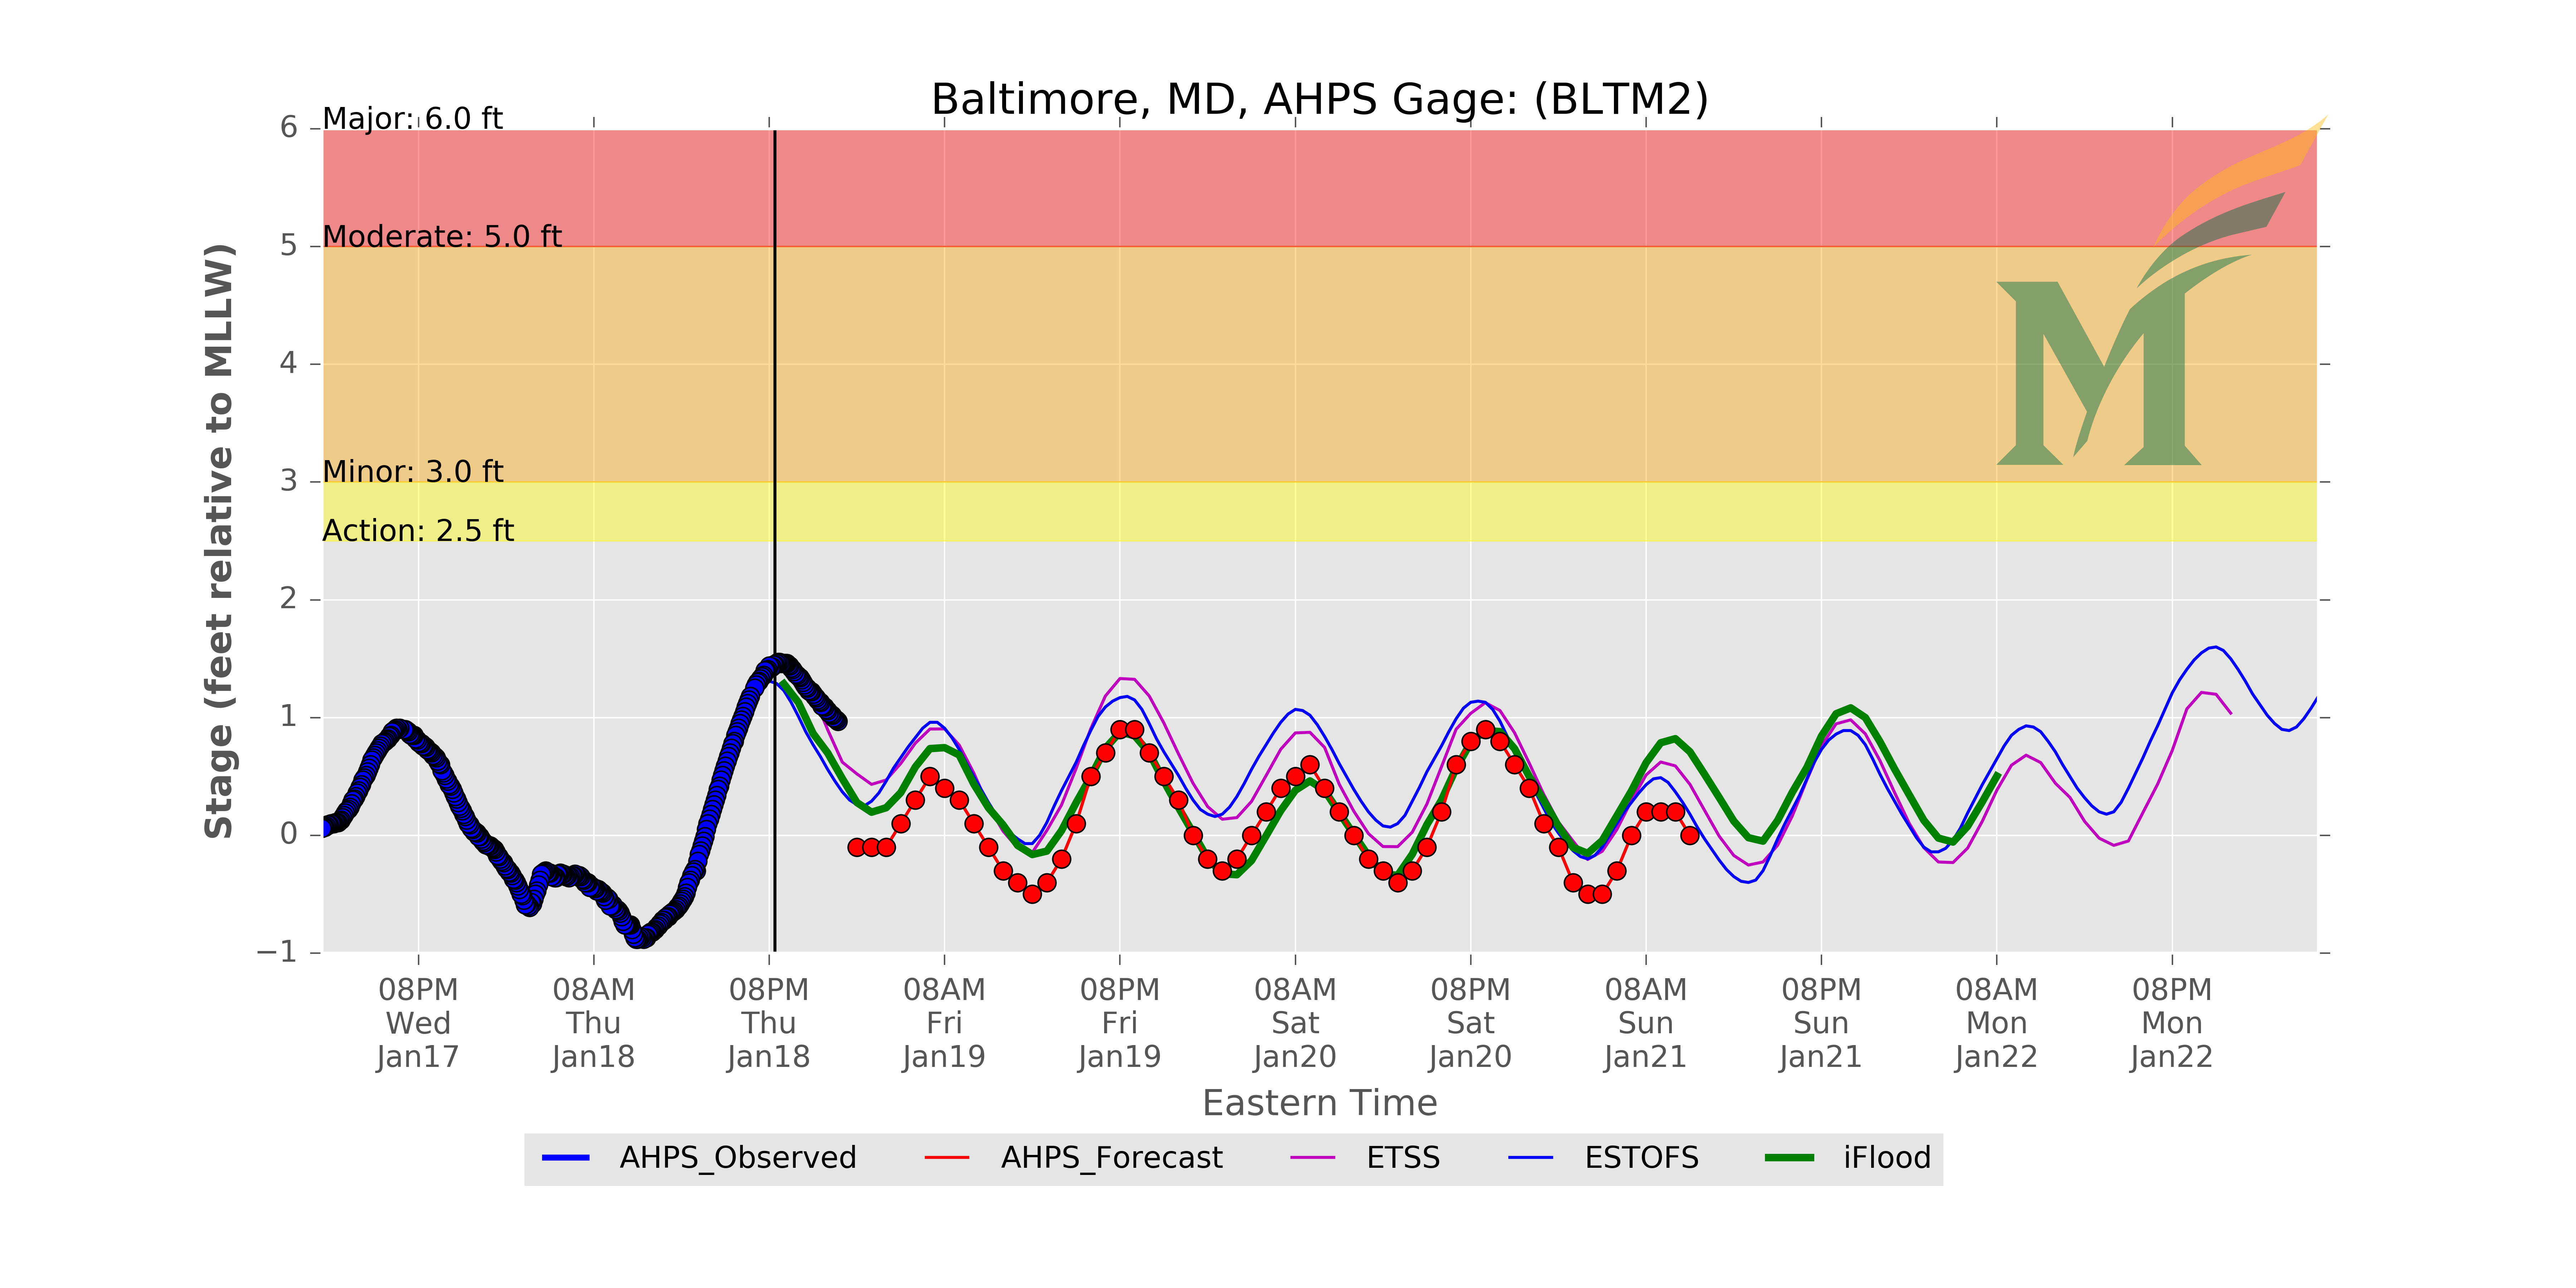 Baltimore, MD, AHPS Gage: (BLTM2)
Major: 6.0 ft
Moderate: 5.0 ft
Minor: 3.0 ft
Action: 2.5 ft
6
5
4
3
2
1
0
−1
Stage (feet relative to MLLW)
08PM
Wed
Jan17
08AM
Thu
Jan18
08PM
Thu
Jan18
08AM
Fri
Jan19
08PM
Fri
Jan19
08AM
Sat
Jan20
08PM
Sat
Jan20
08AM
Sun
Jan21
08PM
Sun
Jan21
08AM
Mon
Jan22
08PM
Mon
Jan22
Eastern Time
AHPS_Observed
AHPS_Forecast
ETSS
ESTOFS
iFlood
M